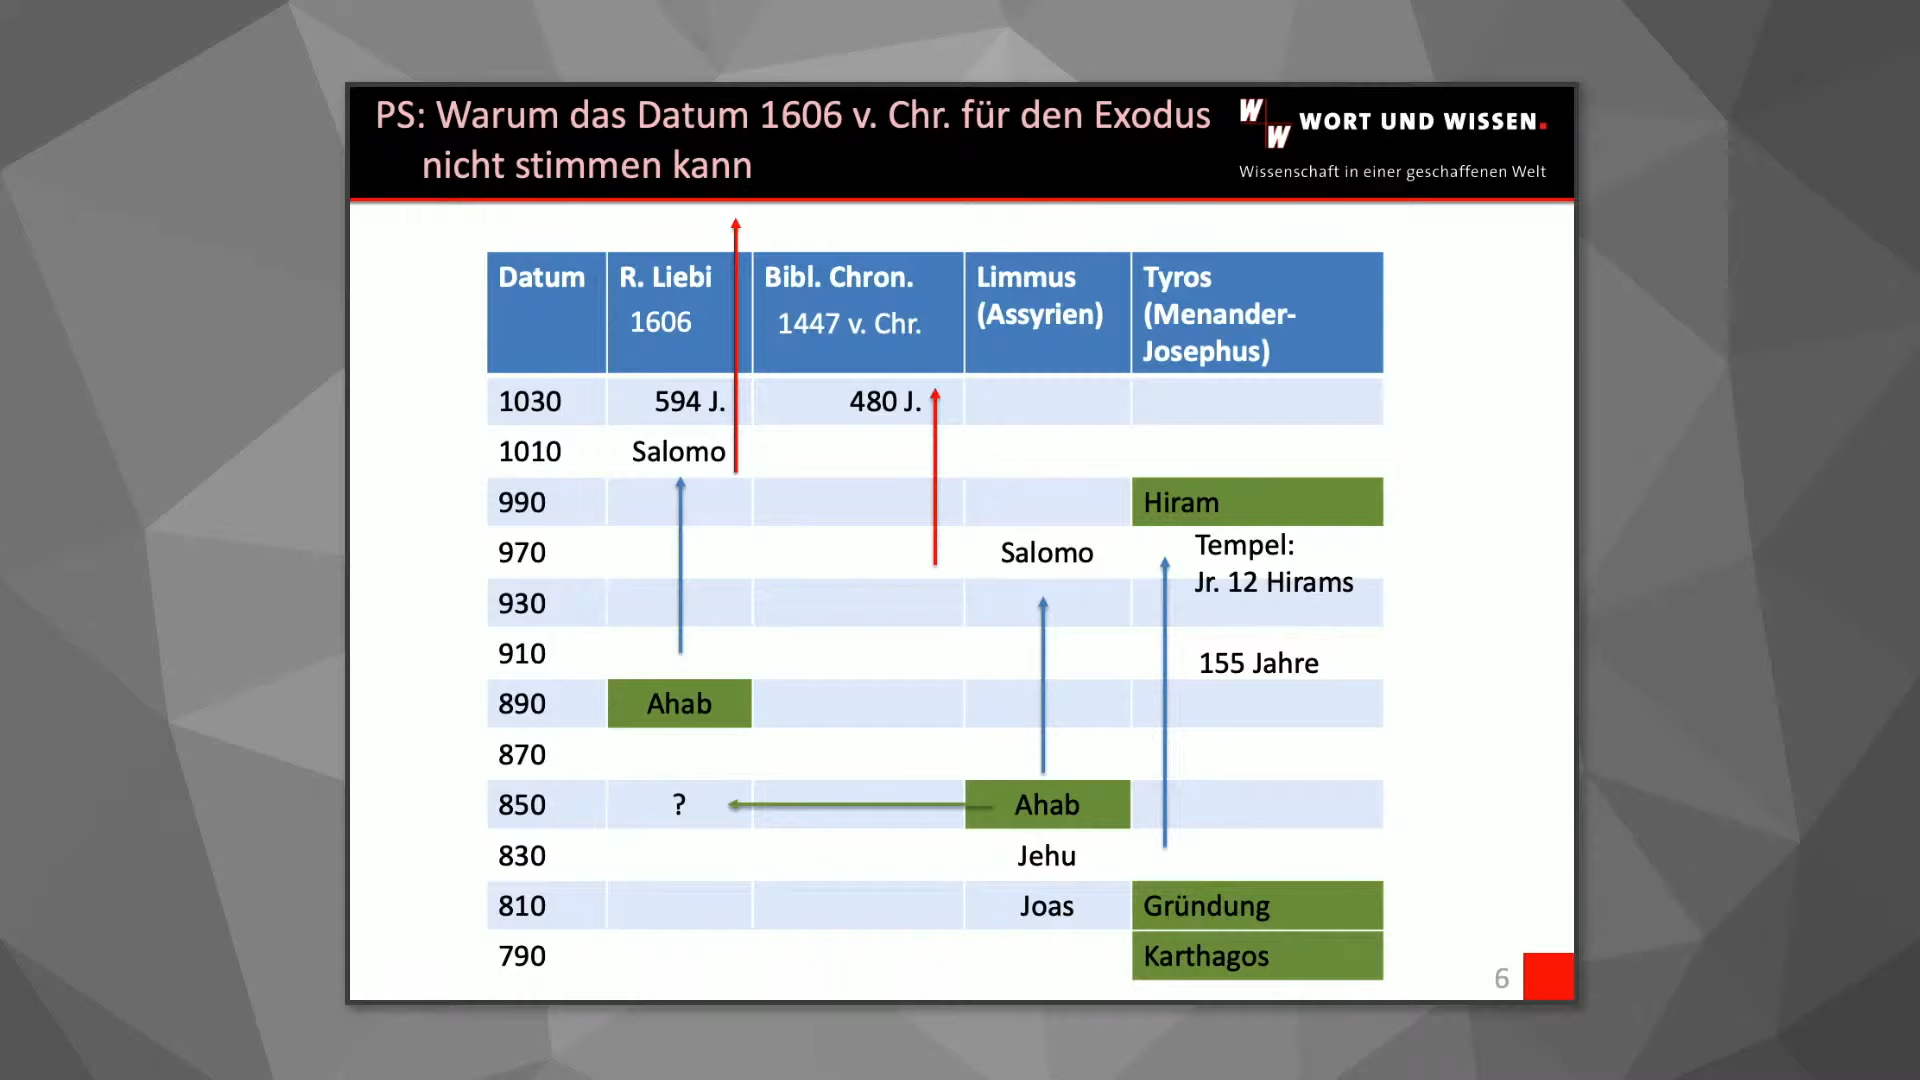 PS: Warum das Datum 1606 v. Chr. für den Exodus
nicht stimmen kann
W
W
WORT UND WISSEN.
Wissenschaft in einer geschaffenen Welt
Datum R. Liebi Bibl. Chron. Limmus Tyros
1606 1447 v. Chr. (Assyrien) (Menander-
Josephus)
1030 594 J. 480 J.
1010 Salomo
990 Hiram
970 Salomo Tempel:
Jr. 12 Hirams
930
910 155 Jahre
890 Ahab
870
850 ? Ahab
830 Jehu
810 Joas Gründung
790 Karthagos
6